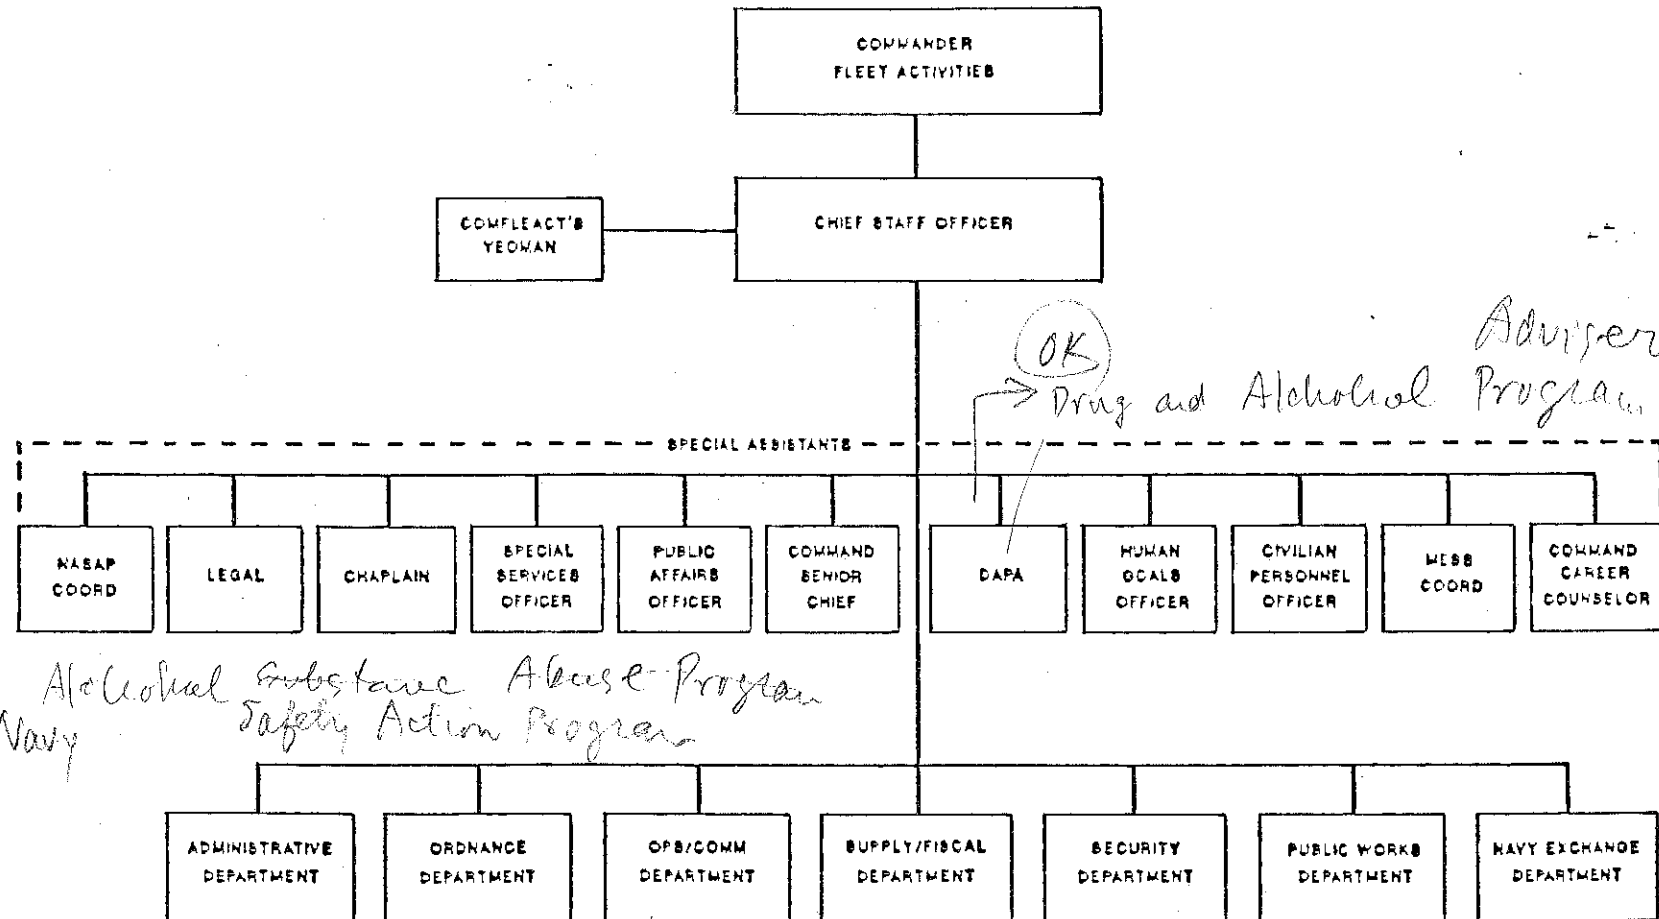 COMMANDER
FLEET ACTIVITIES
COMFLEACT'S
YEOMAN
CHIEF STAFF OFFICER
OK
Adviser
Drug and Alchohol Program
SPECIAL ASSISTANTS
NASAP
COORD
LEGAL
CHAPLAIN
SPECIAL
SERVICES
OFFICER
PUBLIC
AFFAIRS
OFFICER
COMMAND
SENIOR
CHIEF
DAPA
HUMAN
GOALS
OFFICER
CIVILIAN
PERSONNEL
OFFICER
MESS
COORD
COMMAND
CAREER
COUNSELOR
Alchohol Substance Abuse Program
Navy Safety Action Program
ADMINISTRATIVE
DEPARTMENT
ORDNANCE
DEPARTMENT
OPS/COMM
DEPARTMENT
SUPPLY/FISCAL
DEPARTMENT
SECURITY
DEPARTMENT
PUBLIC WORKS
DEPARTMENT
NAVY EXCHANGE
DEPARTMENT